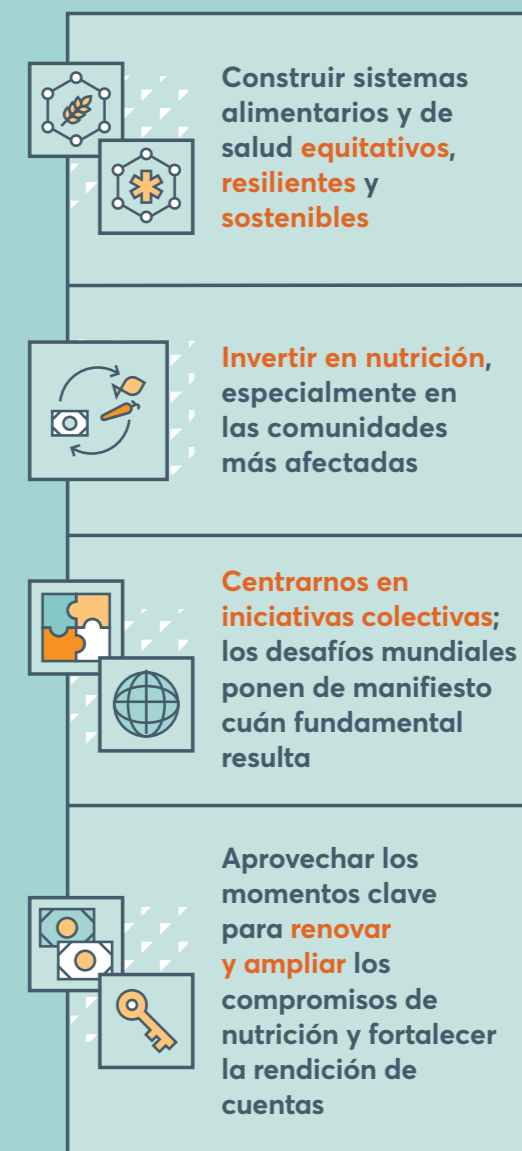 Construir sistemas
alimentarios y de
salud equitativos,
resilientes y
sostenibles
Invertir en nutrición,
especialmente en
las comunidades
más afectadas
Centrarnos en
iniciativas colectivas;
los desafíos mundiales
ponen de manifiesto
cuán fundamental
resulta
Aprovechar los
momentos clave
para renovar
y ampliar los
compromisos de
nutrición y fortalecer
la rendición de
cuentas